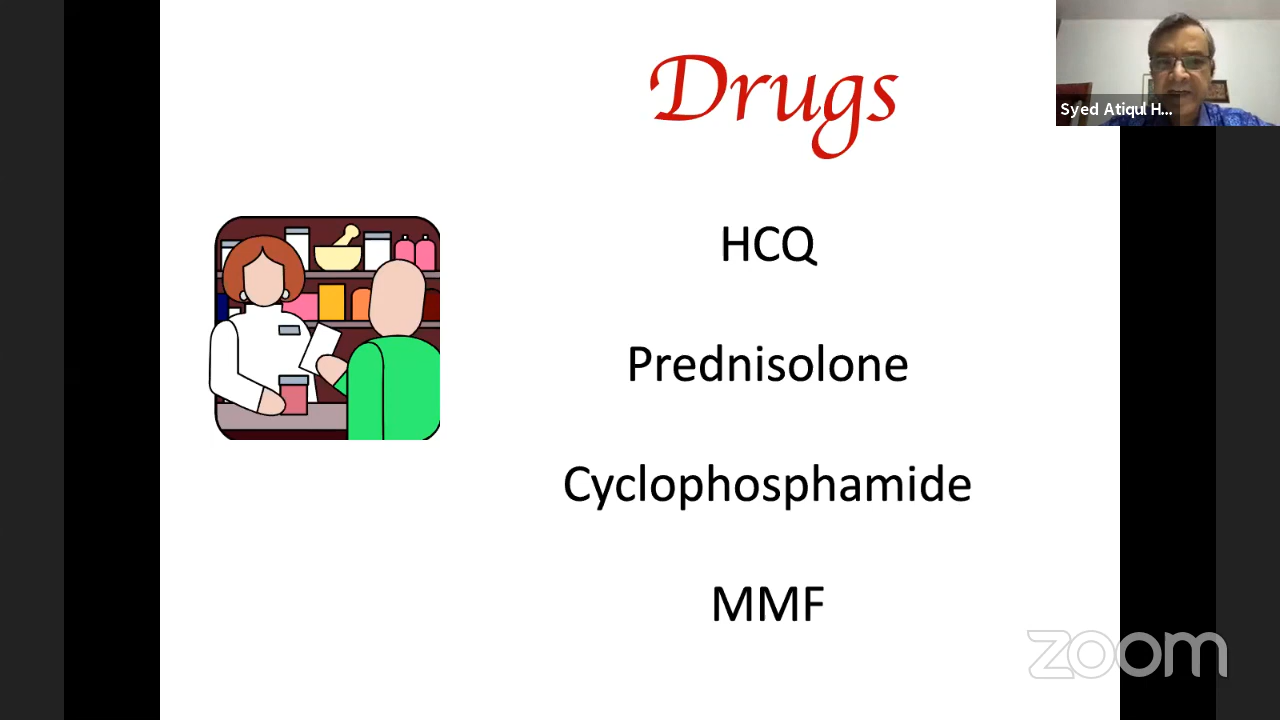 Drugs
Syed Atiqul H...
HCQ
Prednisolone
Cyclophosphamide
MMF
zoom